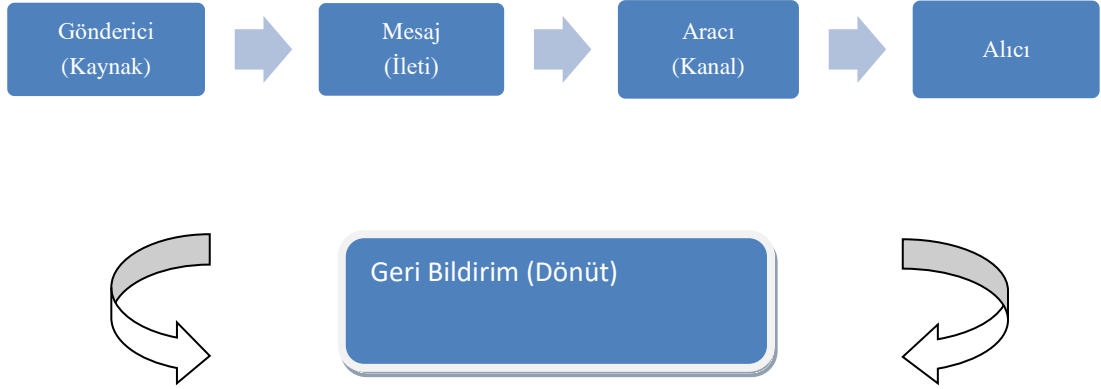 Gönderici
(Kaynak)
Mesaj
(İleti)
Aracı
(Kanal)
Alıcı
Geri Bildirim (Dönüt)